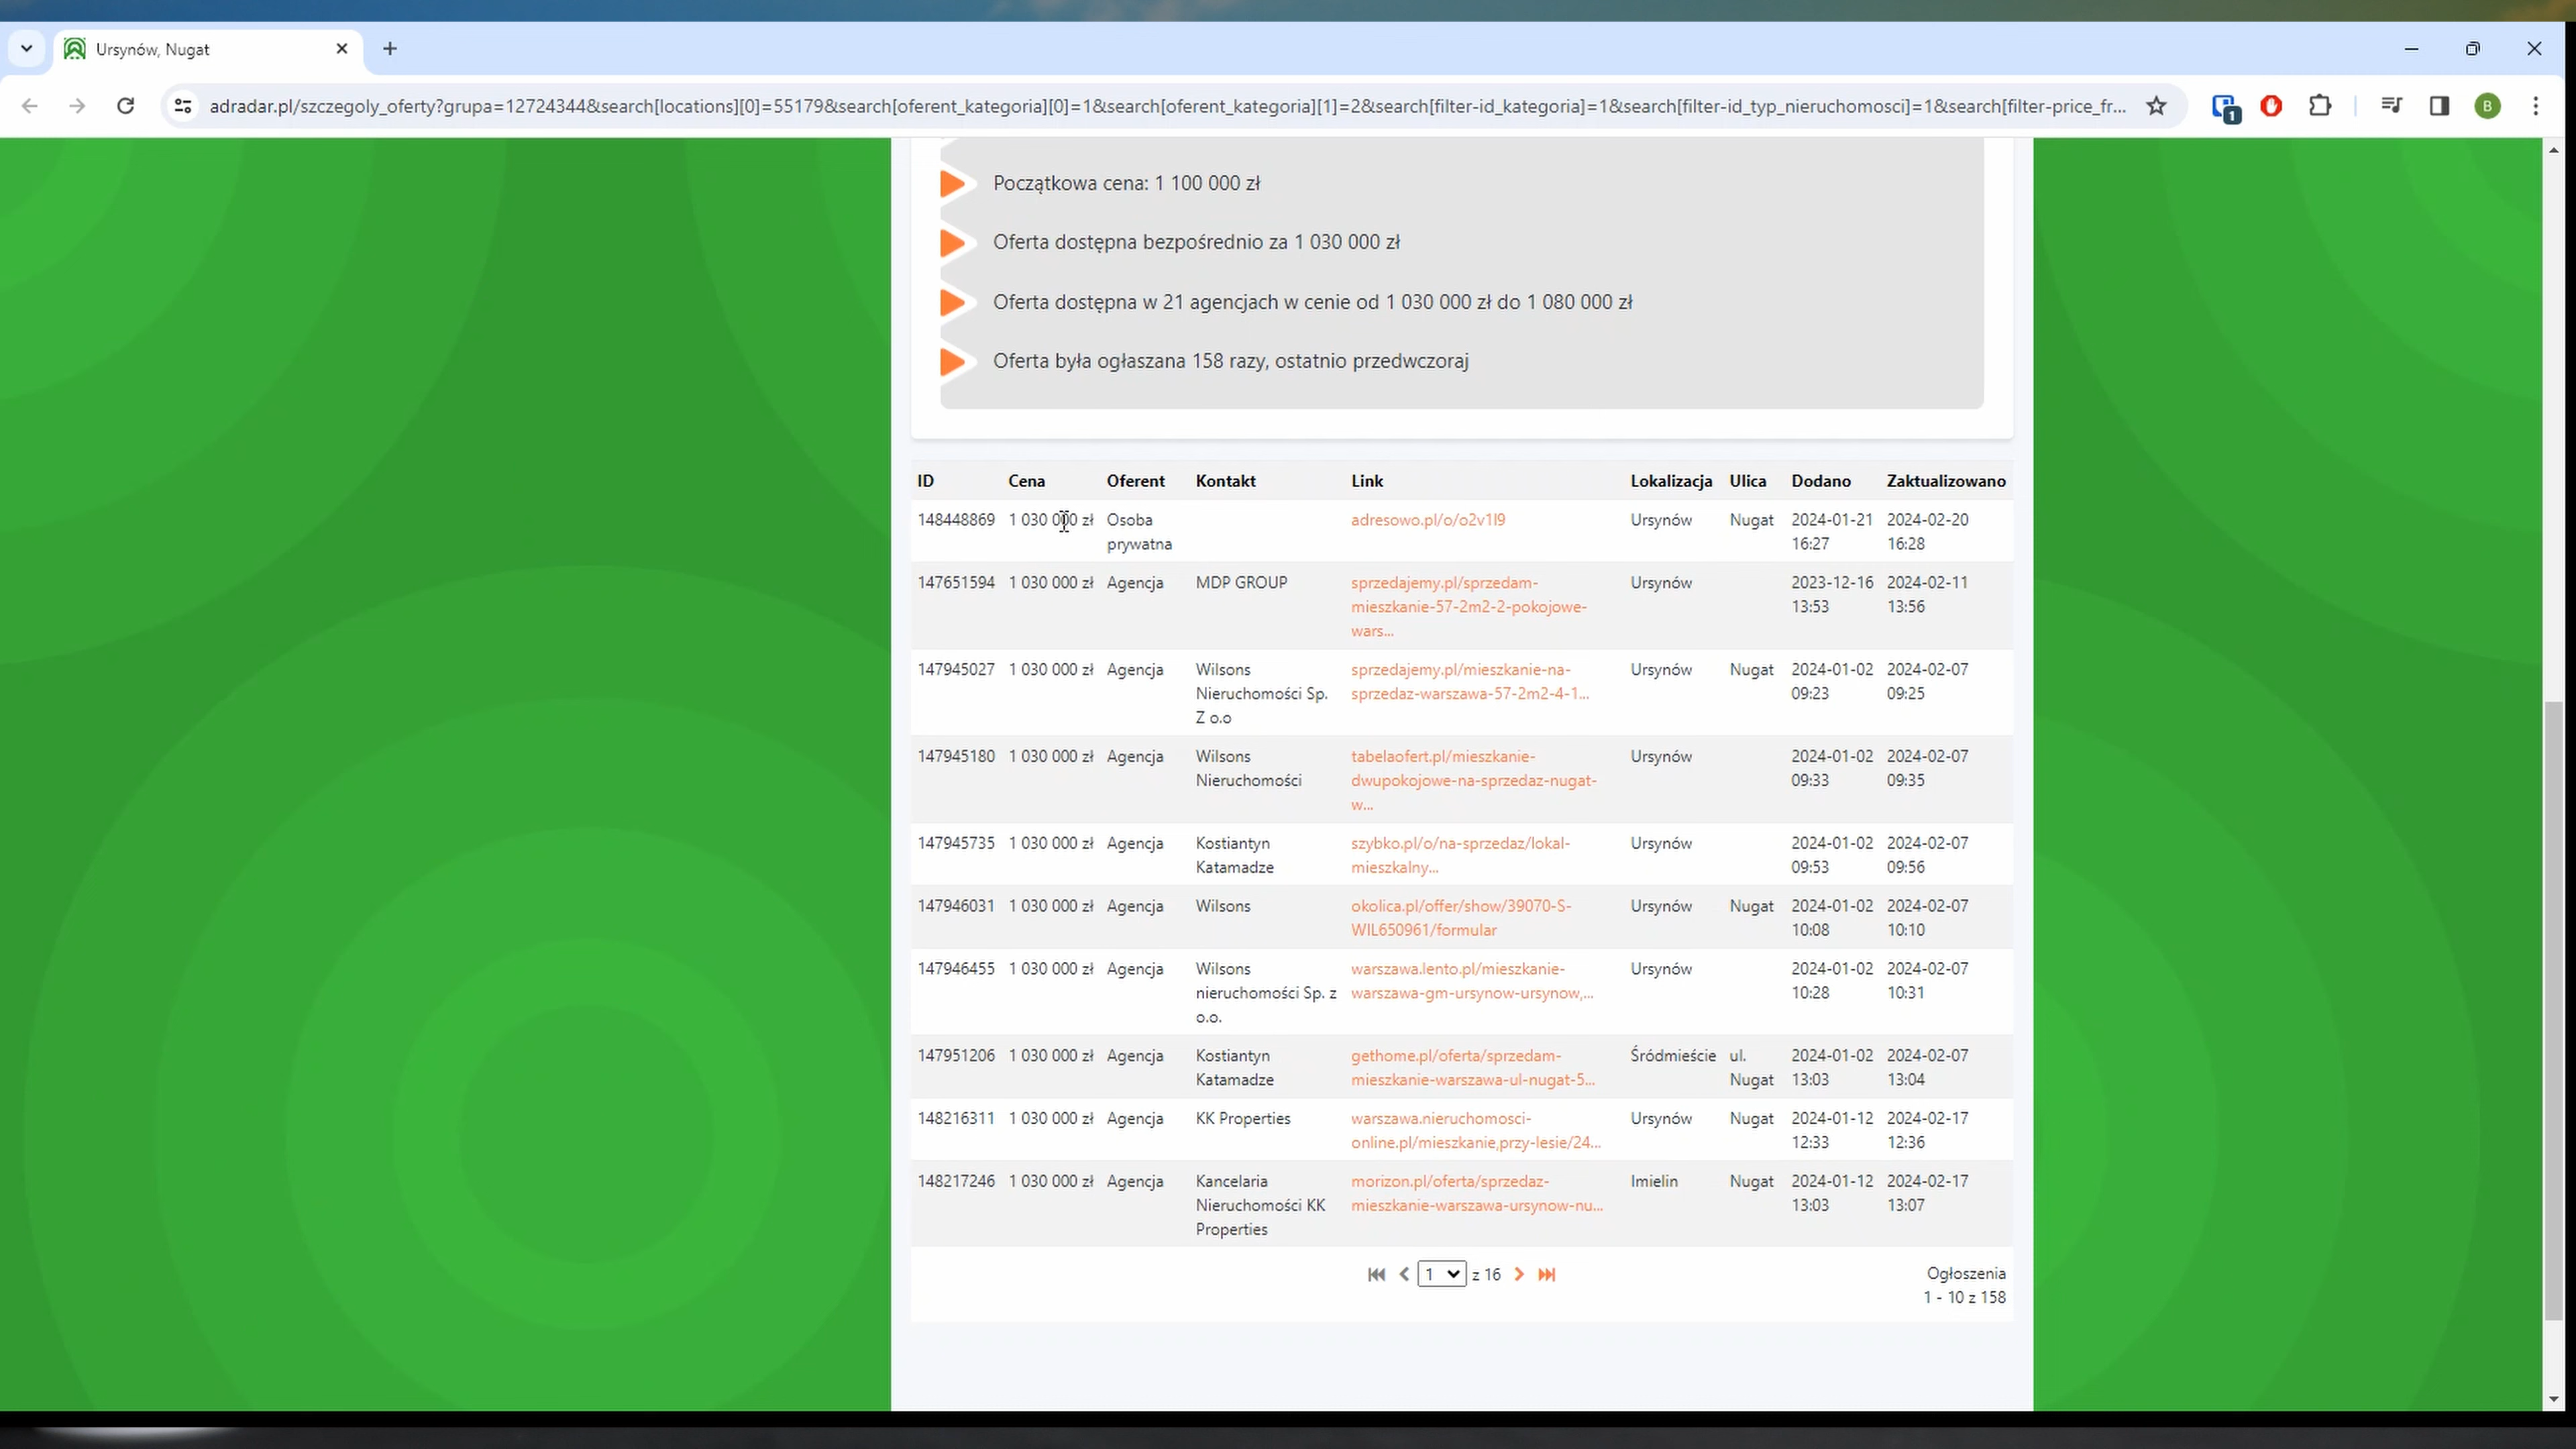 Ursynów, Nugat
adradar.pl/szczegoly_oferty?grupa=12724344&search[locations][0]=55179&search[oferent_kategoria][0]=1&search[oferent_kategoria][1]=2&search[filter-id_kategoria]=1&search[filter-id_typ_nieruchomosci]=1&search[filter-price_fr...
1
B
Początkowa cena: 1 100 000 zł
Oferta dostępna bezpośrednio za 1 030 000 zł
Oferta dostępna w 21 agencjach w cenie od 1 030 000 zł do 1 080 000 zł
Oferta była ogłaszana 158 razy, ostatnio przedwczoraj
ID Cena Oferent Kontakt Link Lokalizacja Ulica Dodano Zaktualizowano
148448869 1 030 000 zł Osoba adresowo.pl/o/o2v1l9 Ursynów Nugat 2024-01-21 2024-02-20
prywatna 16:27 16:28
147651594 1 030 000 zł Agencja MDP GROUP sprzedajemy.pl/sprzedam- Ursynów 2023-12-16 2024-02-11
mieszkanie-57-2m2-2-pokojowe- 13:53 13:56
wars...
147945027 1 030 000 zł Agencja Wilsons sprzedajemy.pl/mieszkanie-na- Ursynów Nugat 2024-01-02 2024-02-07
Nieruchomości Sp. sprzedaz-warszawa-57-2m2-4-1... 09:23 09:25
Z o.o
147945180 1 030 000 zł Agencja Wilsons tabelaofert.pl/mieszkanie- Ursynów 2024-01-02 2024-02-07
Nieruchomości dwupokojowe-na-sprzedaz-nugat- 09:33 09:35
w...
147945735 1 030 000 zł Agencja Kostiantyn szybko.pl/o/na-sprzedaz/lokal- Ursynów 2024-01-02 2024-02-07
Katamadze mieszkalny... 09:53 09:56
147946031 1 030 000 zł Agencja Wilsons okolica.pl/offer/show/39070-S- Ursynów Nugat 2024-01-02 2024-02-07
WIL650961/formular 10:08 10:10
147946455 1 030 000 zł Agencja Wilsons warszawa.lento.pl/mieszkanie- Ursynów 2024-01-02 2024-02-07
nieruchomości Sp. z warszawa-gm-ursynow-ursynow,... 10:28 10:31
o.o.
147951206 1 030 000 zł Agencja Kostiantyn gethome.pl/oferta/sprzedam- Śródmieście ul. 2024-01-02 2024-02-07
Katamadze mieszkanie-warszawa-ul-nugat-5... Nugat 13:03 13:04
148216311 1 030 000 zł Agencja KK Properties warszawa.nieruchomosci- Ursynów Nugat 2024-01-12 2024-02-17
online.pl/mieszkanie,przy-lesie/24... 12:33 12:36
148217246 1 030 000 zł Agencja Kancelaria morizon.pl/oferta/sprzedaz- Imielin Nugat 2024-01-12 2024-02-17
Nieruchomości KK mieszkanie-warszawa-ursynow-nu... 13:03 13:07
Properties
1 z 16 Ogłoszenia
1 - 10 z 158